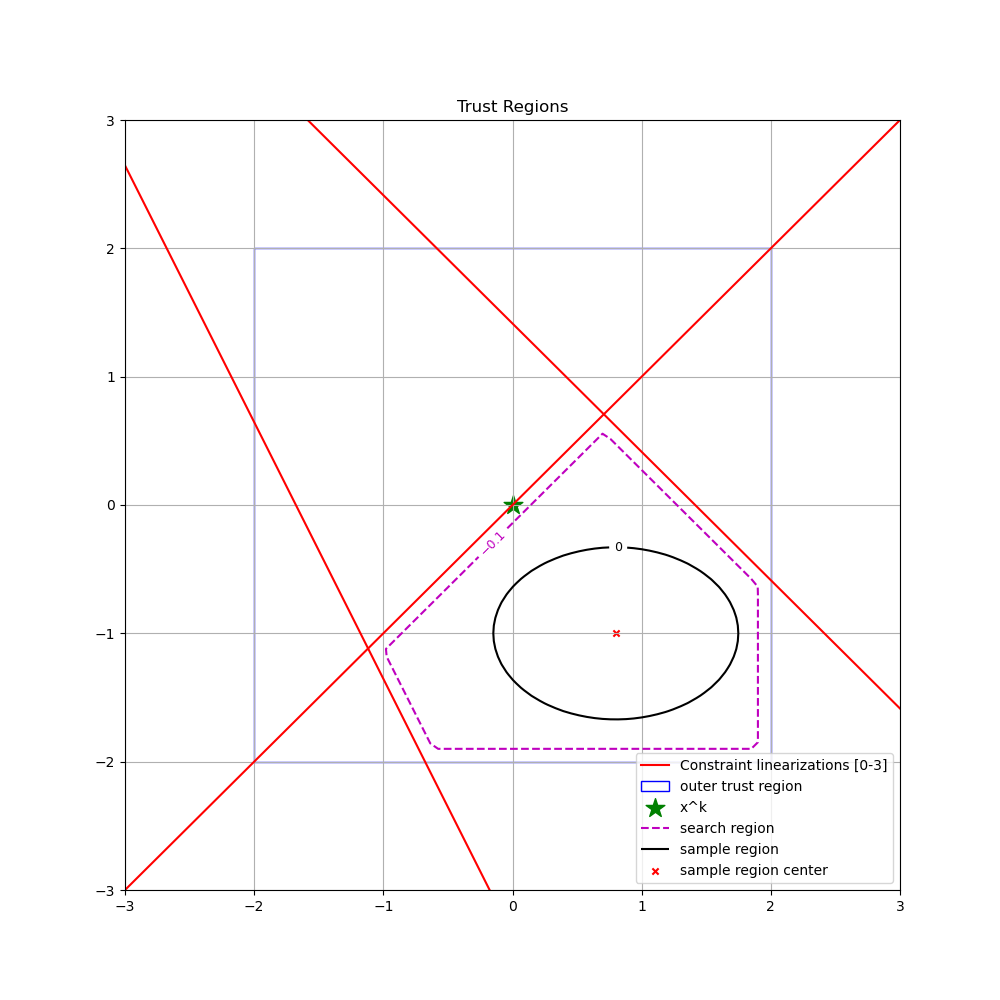 Trust Regions
3
2
1
0
−1
−2
−3
−3
−2
−1
0
1
2
3
−0.1
0
Constraint linearizations [0-3]
outer trust region
x^k
search region
sample region
sample region center